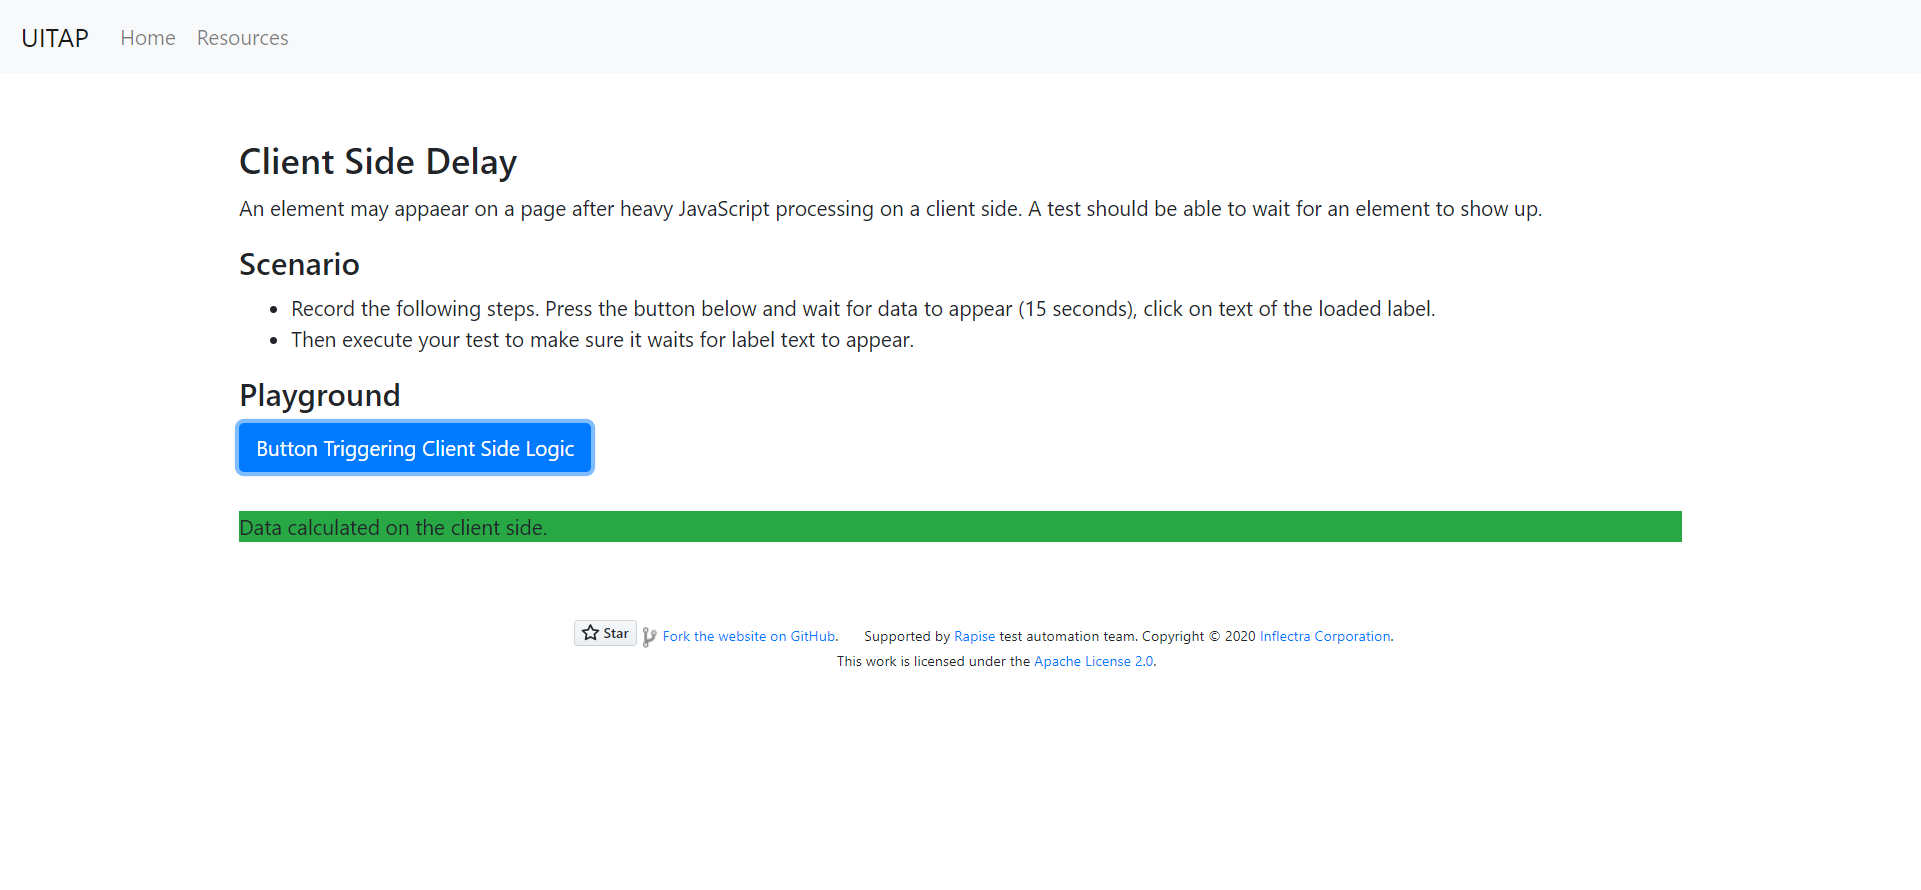 UITAP Home Resources
Client Side Delay
An element may appaear on a page after heavy JavaScript processing on a client side. A test should be able to wait for an element to show up.
Scenario
• Record the following steps. Press the button below and wait for data to appear (15 seconds), click on text of the loaded label.
• Then execute your test to make sure it waits for label text to appear.
Playground
Button Triggering Client Side Logic
Data calculated on the client side.
Star Fork the website on GitHub. Supported by Rapise test automation team. Copyright © 2020 Inflectra Corporation.
This work is licensed under the Apache License 2.0.